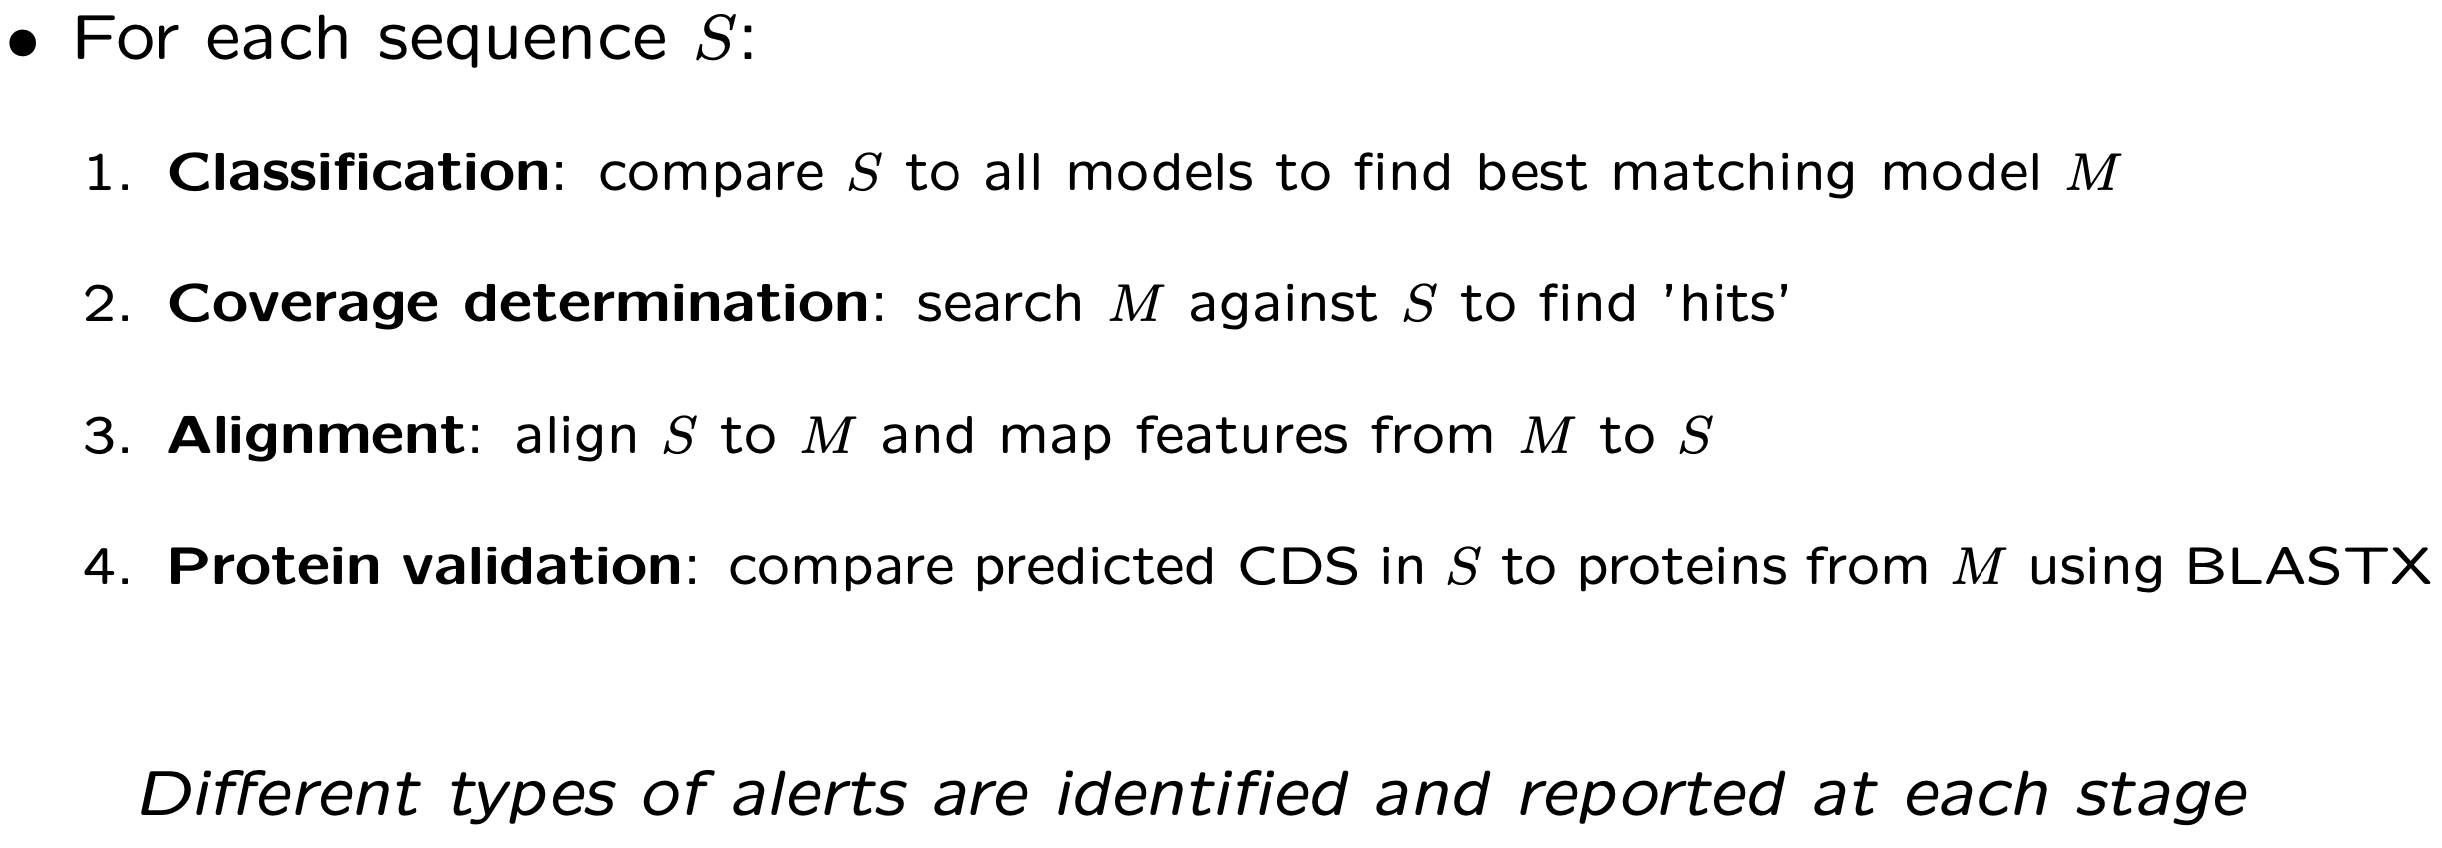 • For each sequence S:
1. Classification: compare S to all models to find best matching model M
2. Coverage determination: search M against S to find ’hits’
3. Alignment: align S to M and map features from M to S
4. Protein validation: compare predicted CDS in S to proteins from M using BLASTX
Different types of alerts are identified and reported at each stage